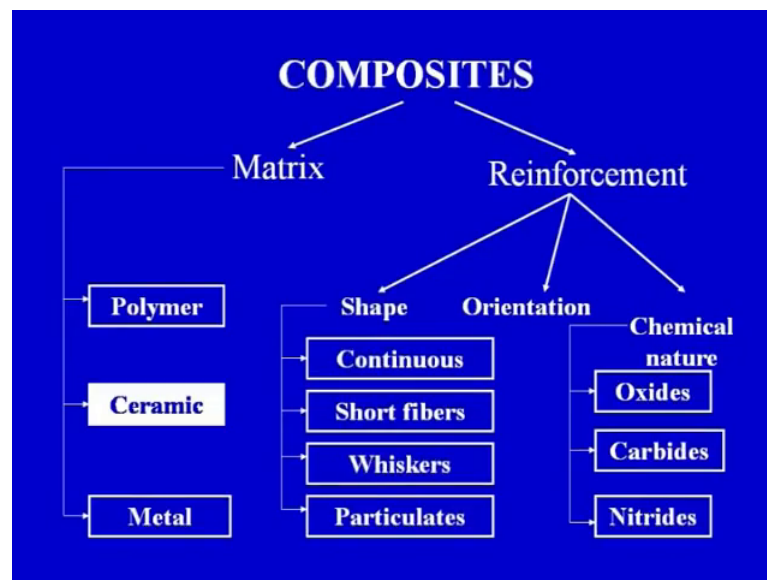 COMPOSITES
Matrix
Reinforcement
Polymer
Ceramic
Metal
Shape
Continuous
Short fibers
Whiskers
Particulates
Orientation
Chemical
nature
Oxides
Carbides
Nitrides